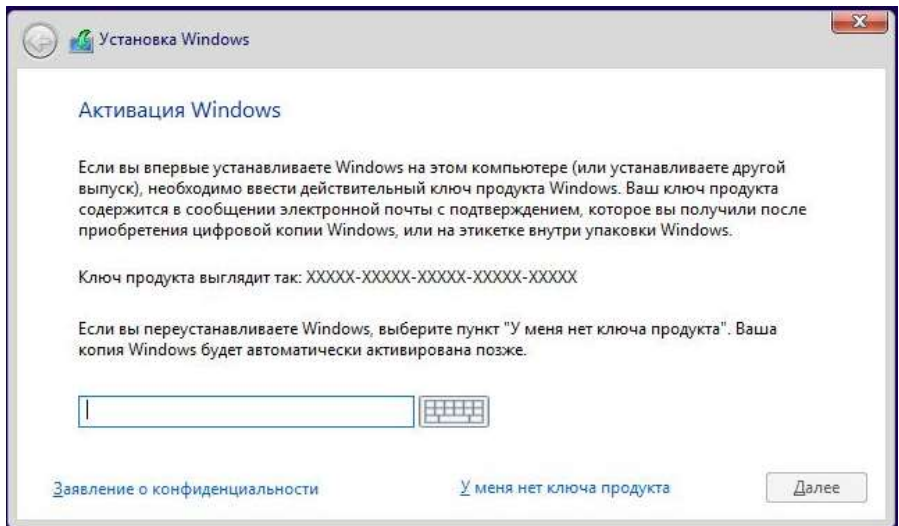 Установка Windows
Активация Windows
Если вы впервые устанавливаете Windows на этом компьютере (или устанавливаете другой
выпуск), необходимо ввести действительный ключ продукта Windows. Ваш ключ продукта
содержится в сообщении электронной почты с подтверждением, которое вы получили после
приобретения цифровой копии Windows, или на этикетке внутри упаковки Windows.
Ключ продукта выглядит так: XXXXX-XXXXX-XXXXX-XXXXX-XXXXX
Если вы переустанавливаете Windows, выберите пункт "У меня нет ключа продукта". Ваша
копия Windows будет автоматически активирована позже.
Заявление о конфиденциальности У меня нет ключа продукта Далее